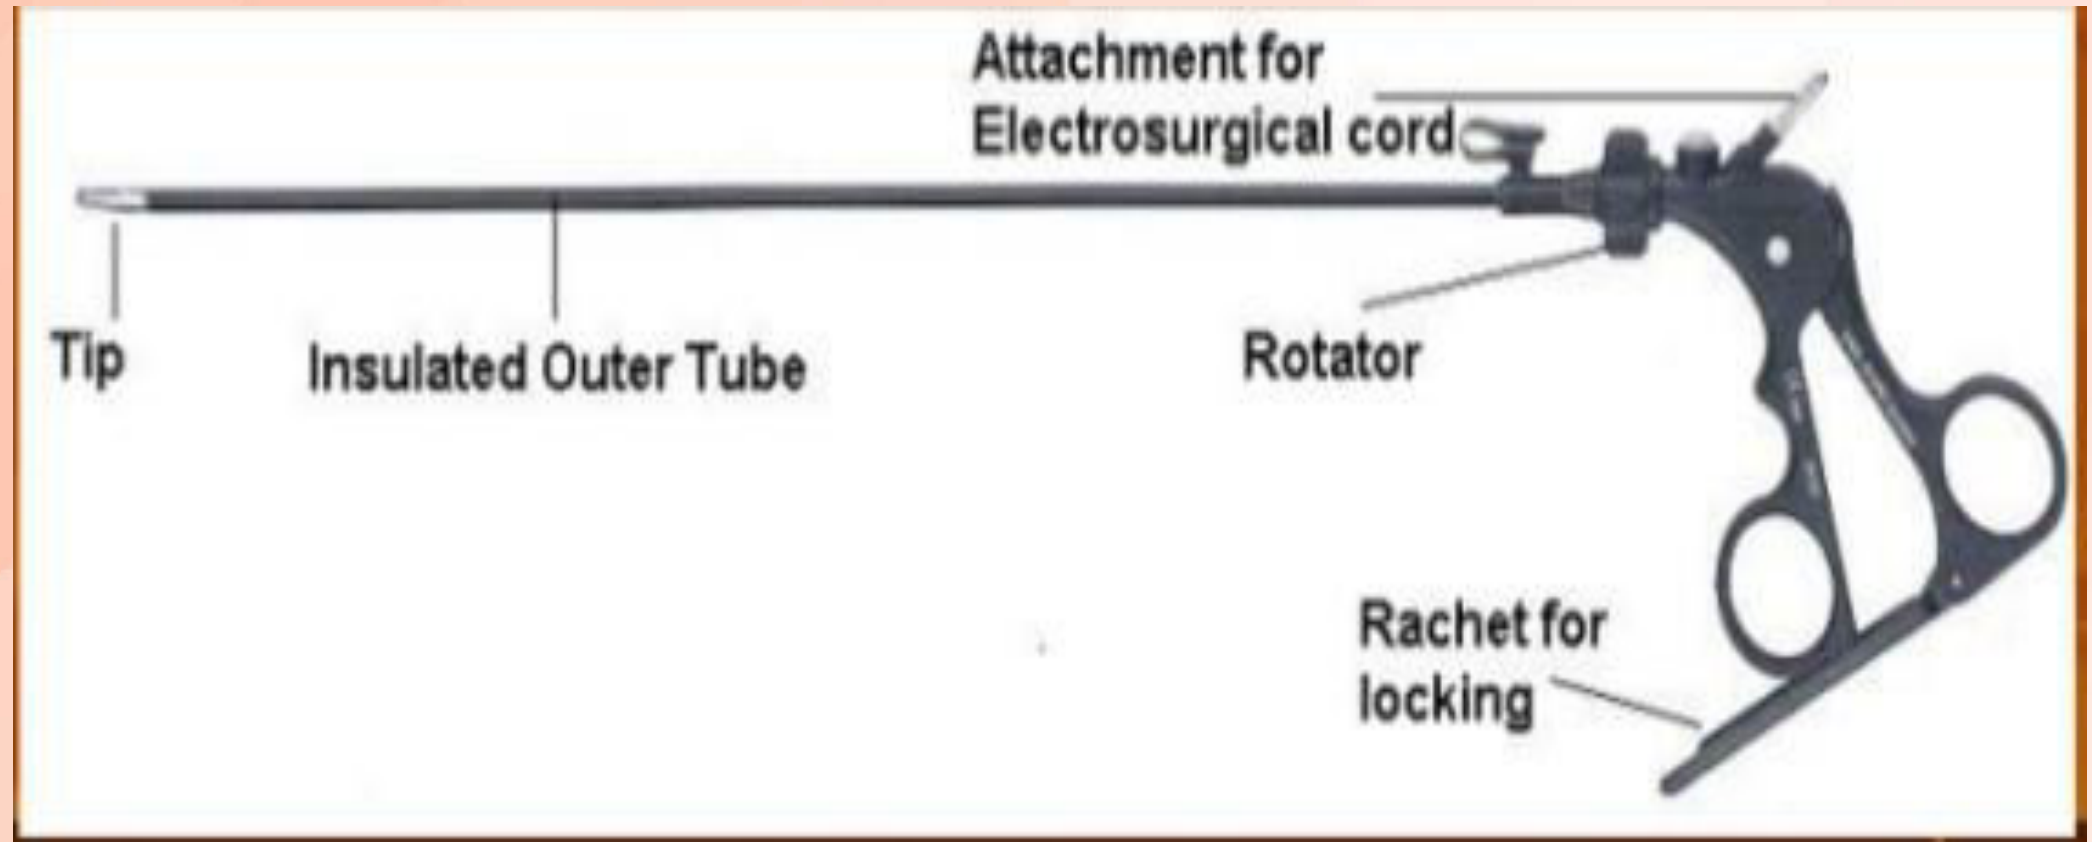 Attachment for
Electrosurgical cord
Tip
Insulated Outer Tube
Rotator
Rachet for
locking